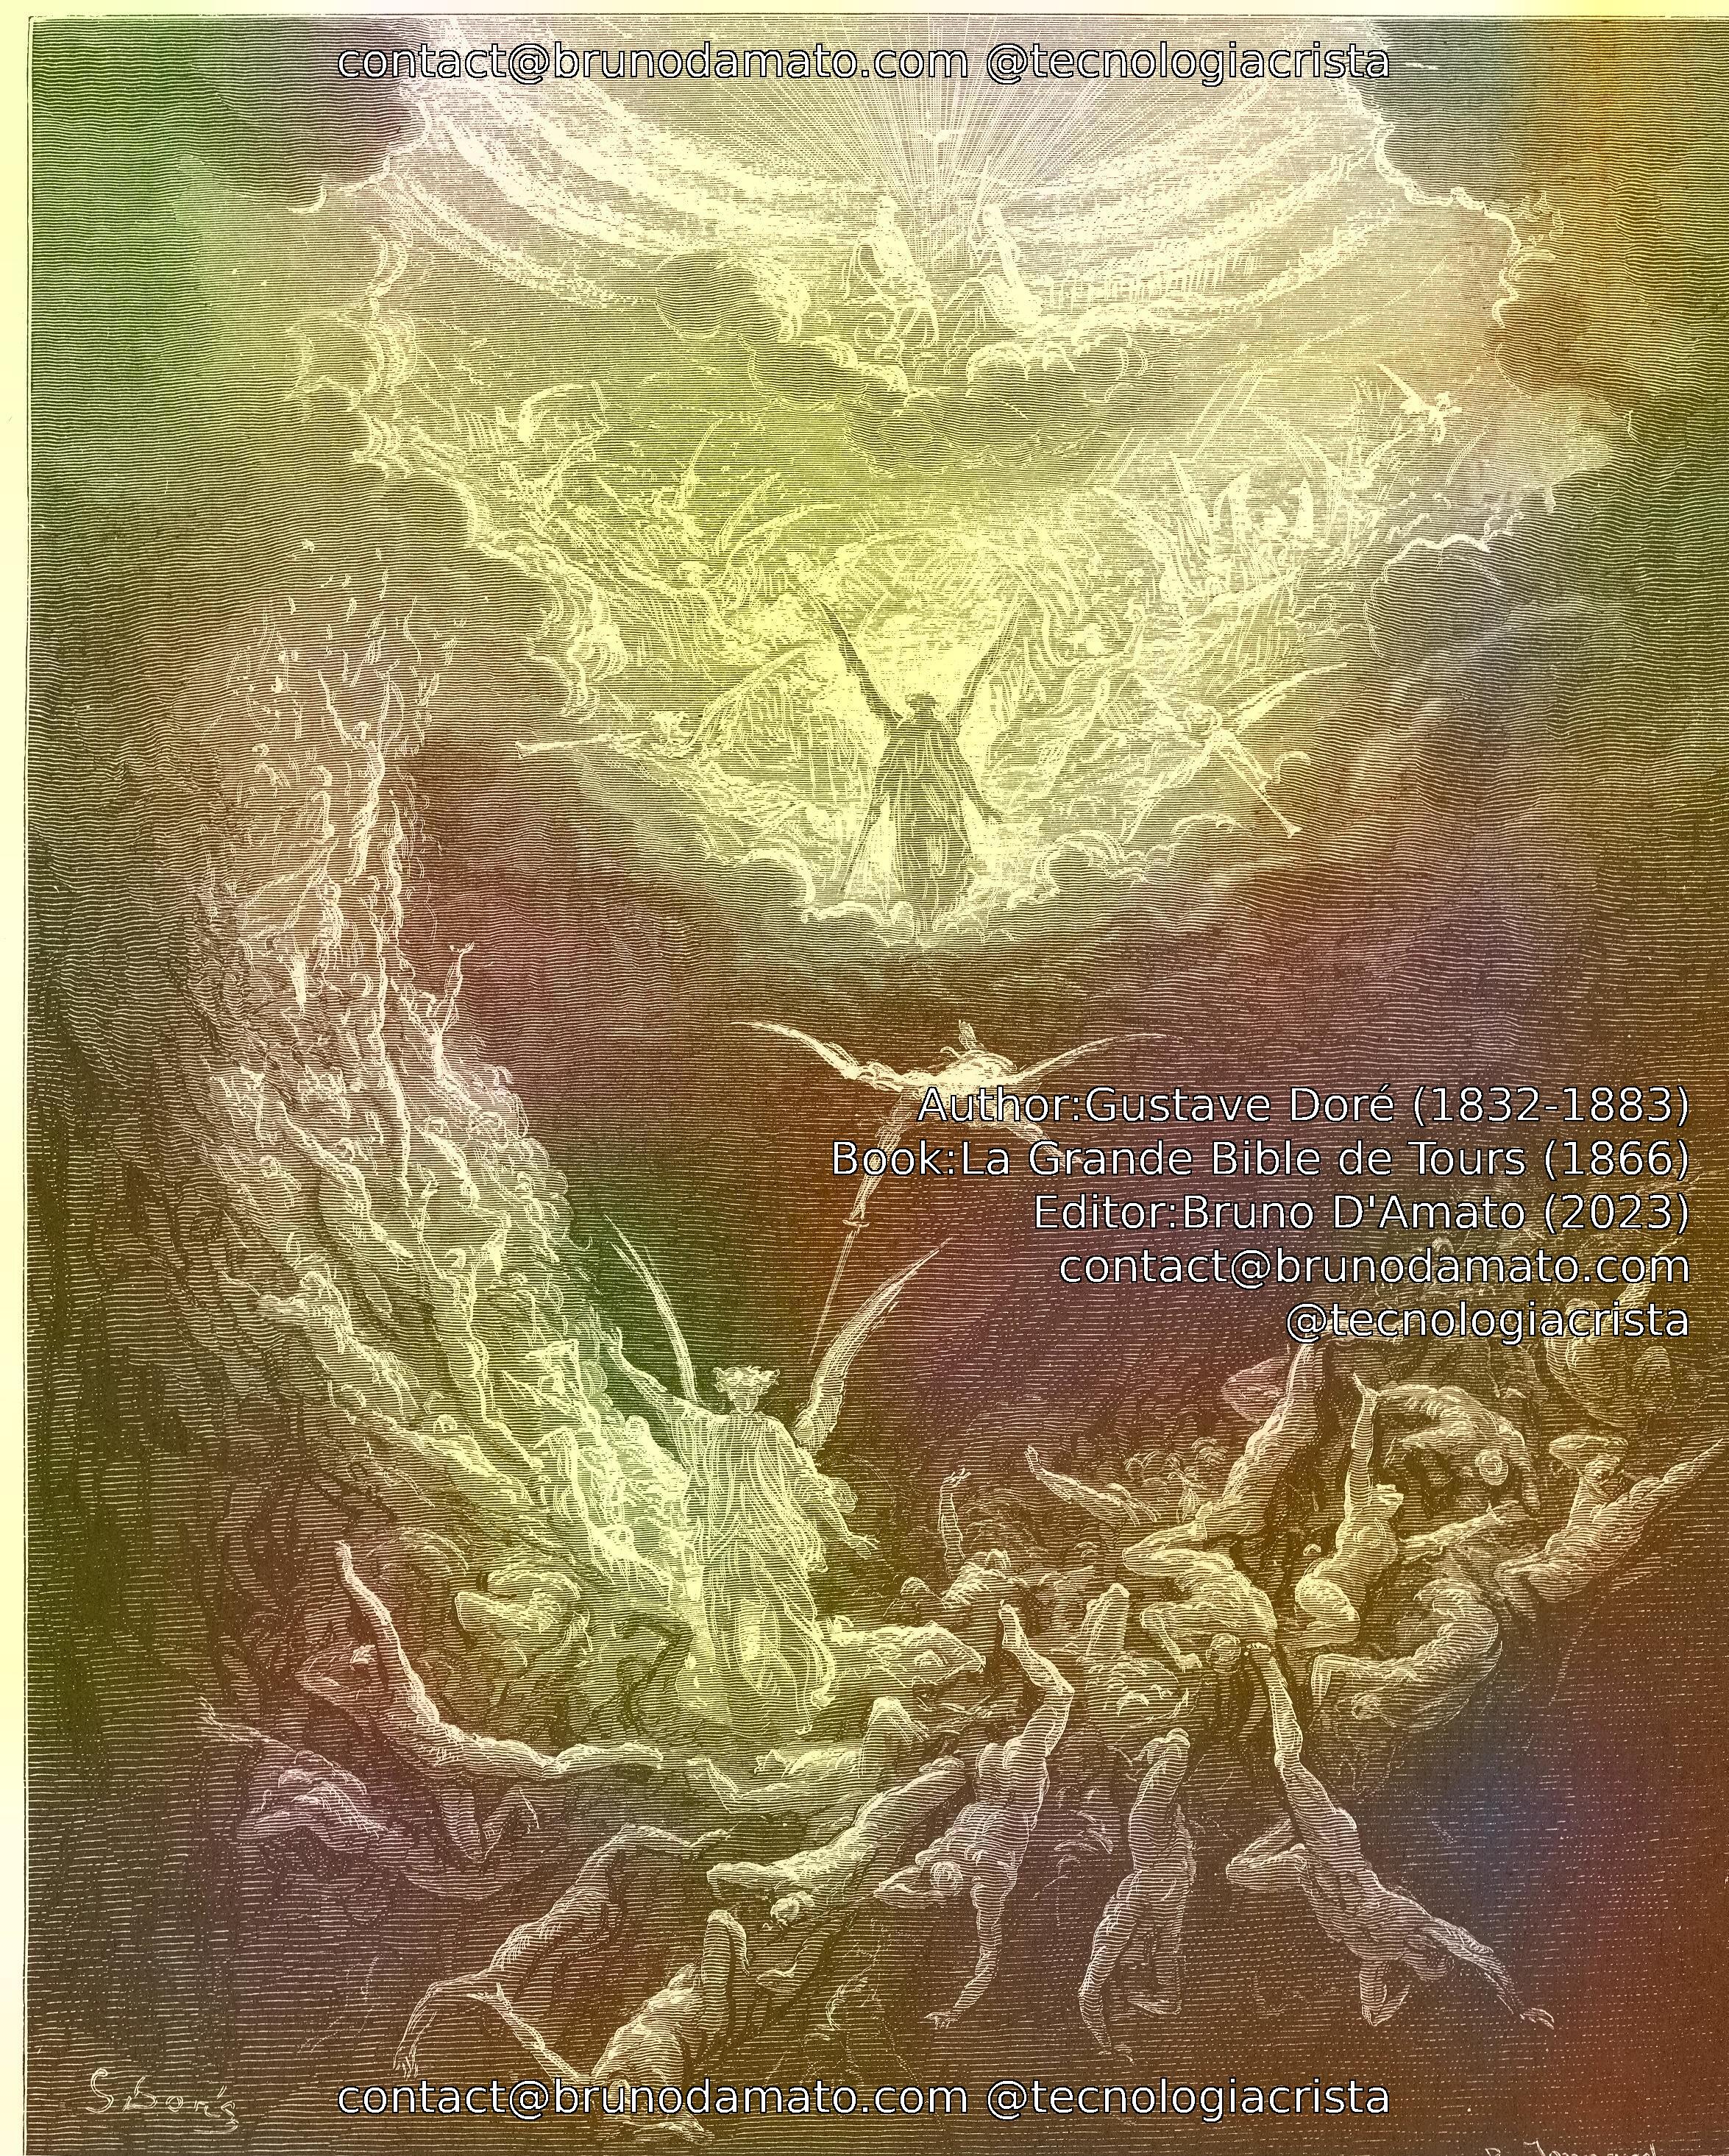 contact@brunodamato.com @tecnologiacrista
Author:Gustave Doré (1832-1883)
Book:La Grande Bible de Tours (1866)
Editor:Bruno D'Amato (2023)
contact@brunodamato.com
@tecnologiacrista
G Doré
contact@brunodamato.com @tecnologiacrista